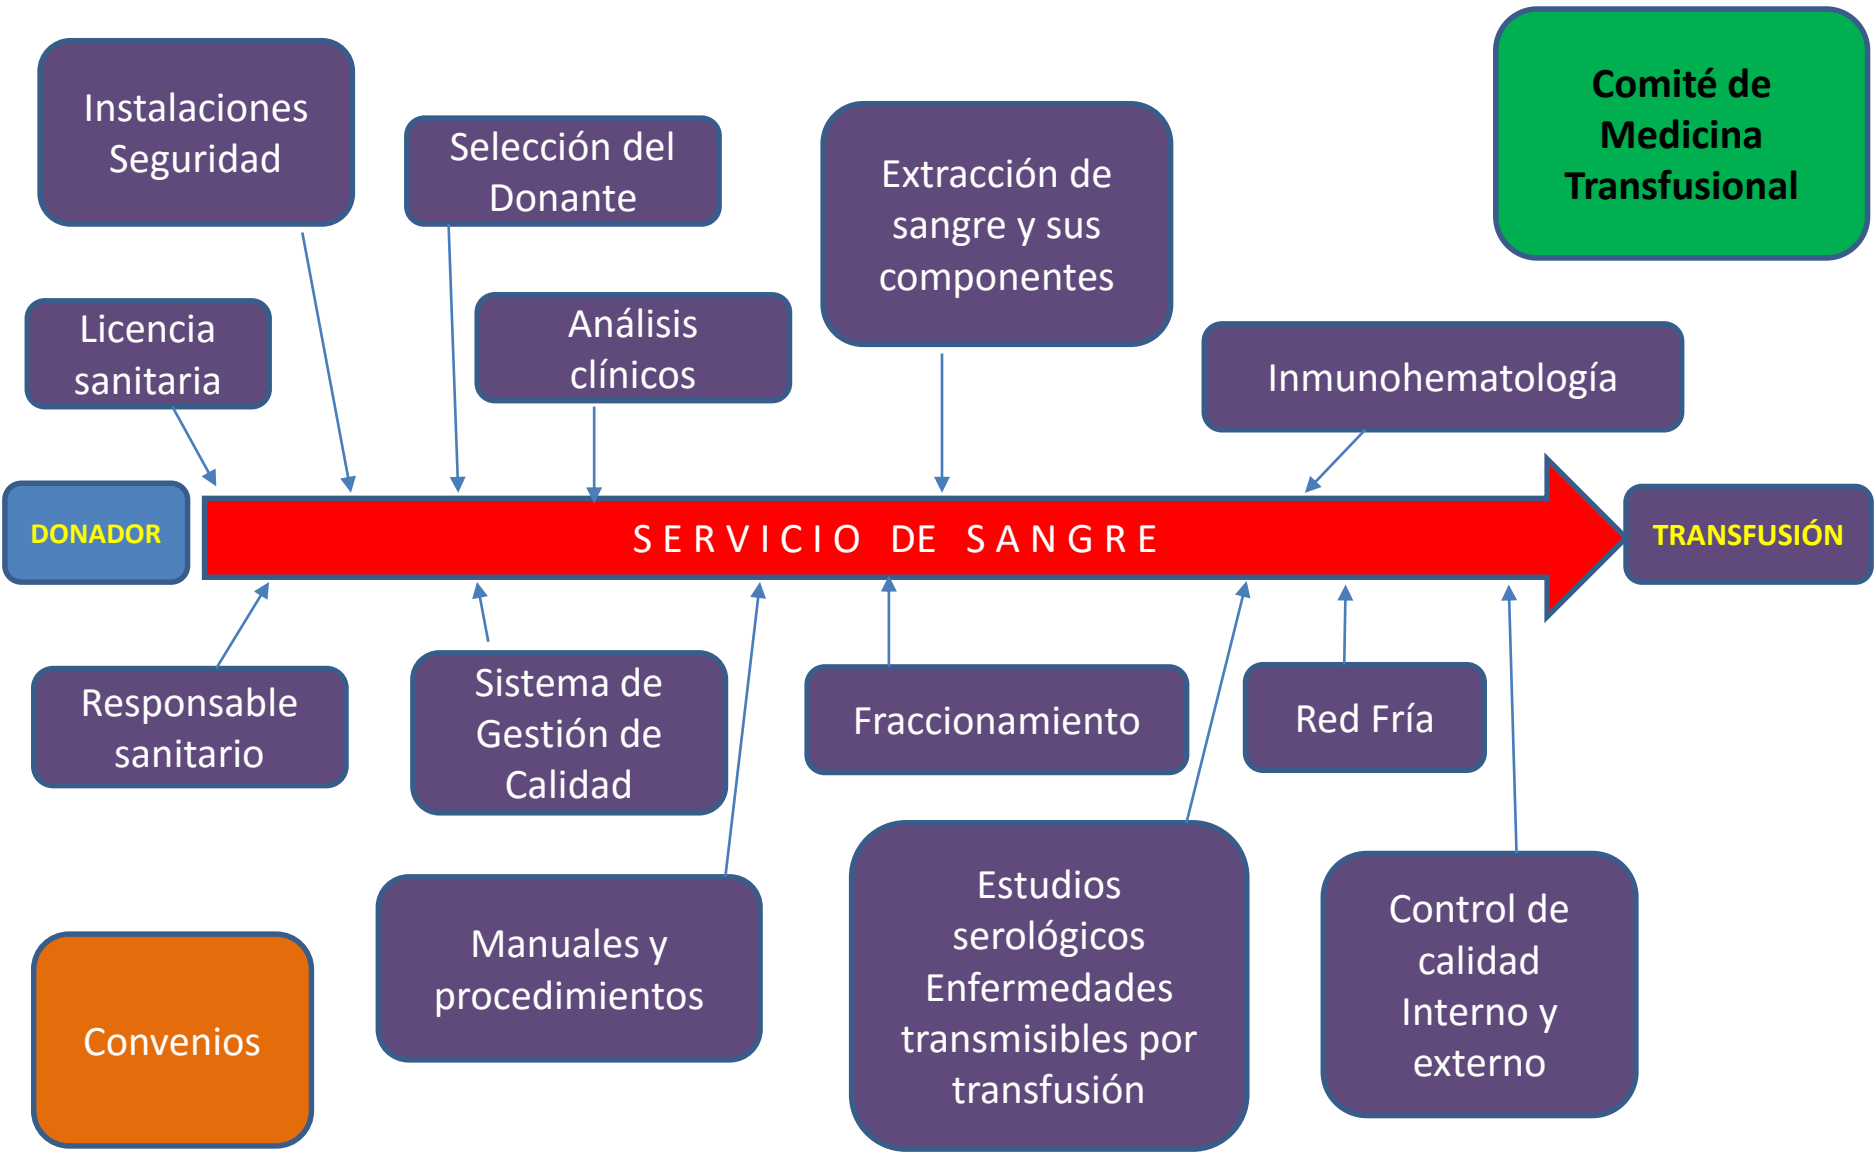 Instalaciones
Seguridad
Selección del
Donante
Extracción de
sangre y sus
componentes
Comité de
Medicina
Transfusional
Licencia
sanitaria
Análisis
clínicos
Inmunohematología
DONADOR
SERVICIO DE SANGRE
TRANSFUSIÓN
Responsable
sanitario
Sistema de
Gestión de
Calidad
Fraccionamiento
Red Fría
Manuales y
procedimientos
Estudios
serológicos
Enfermedades
transmisibles por
transfusión
Control de
calidad
Interno y
externo
Convenios